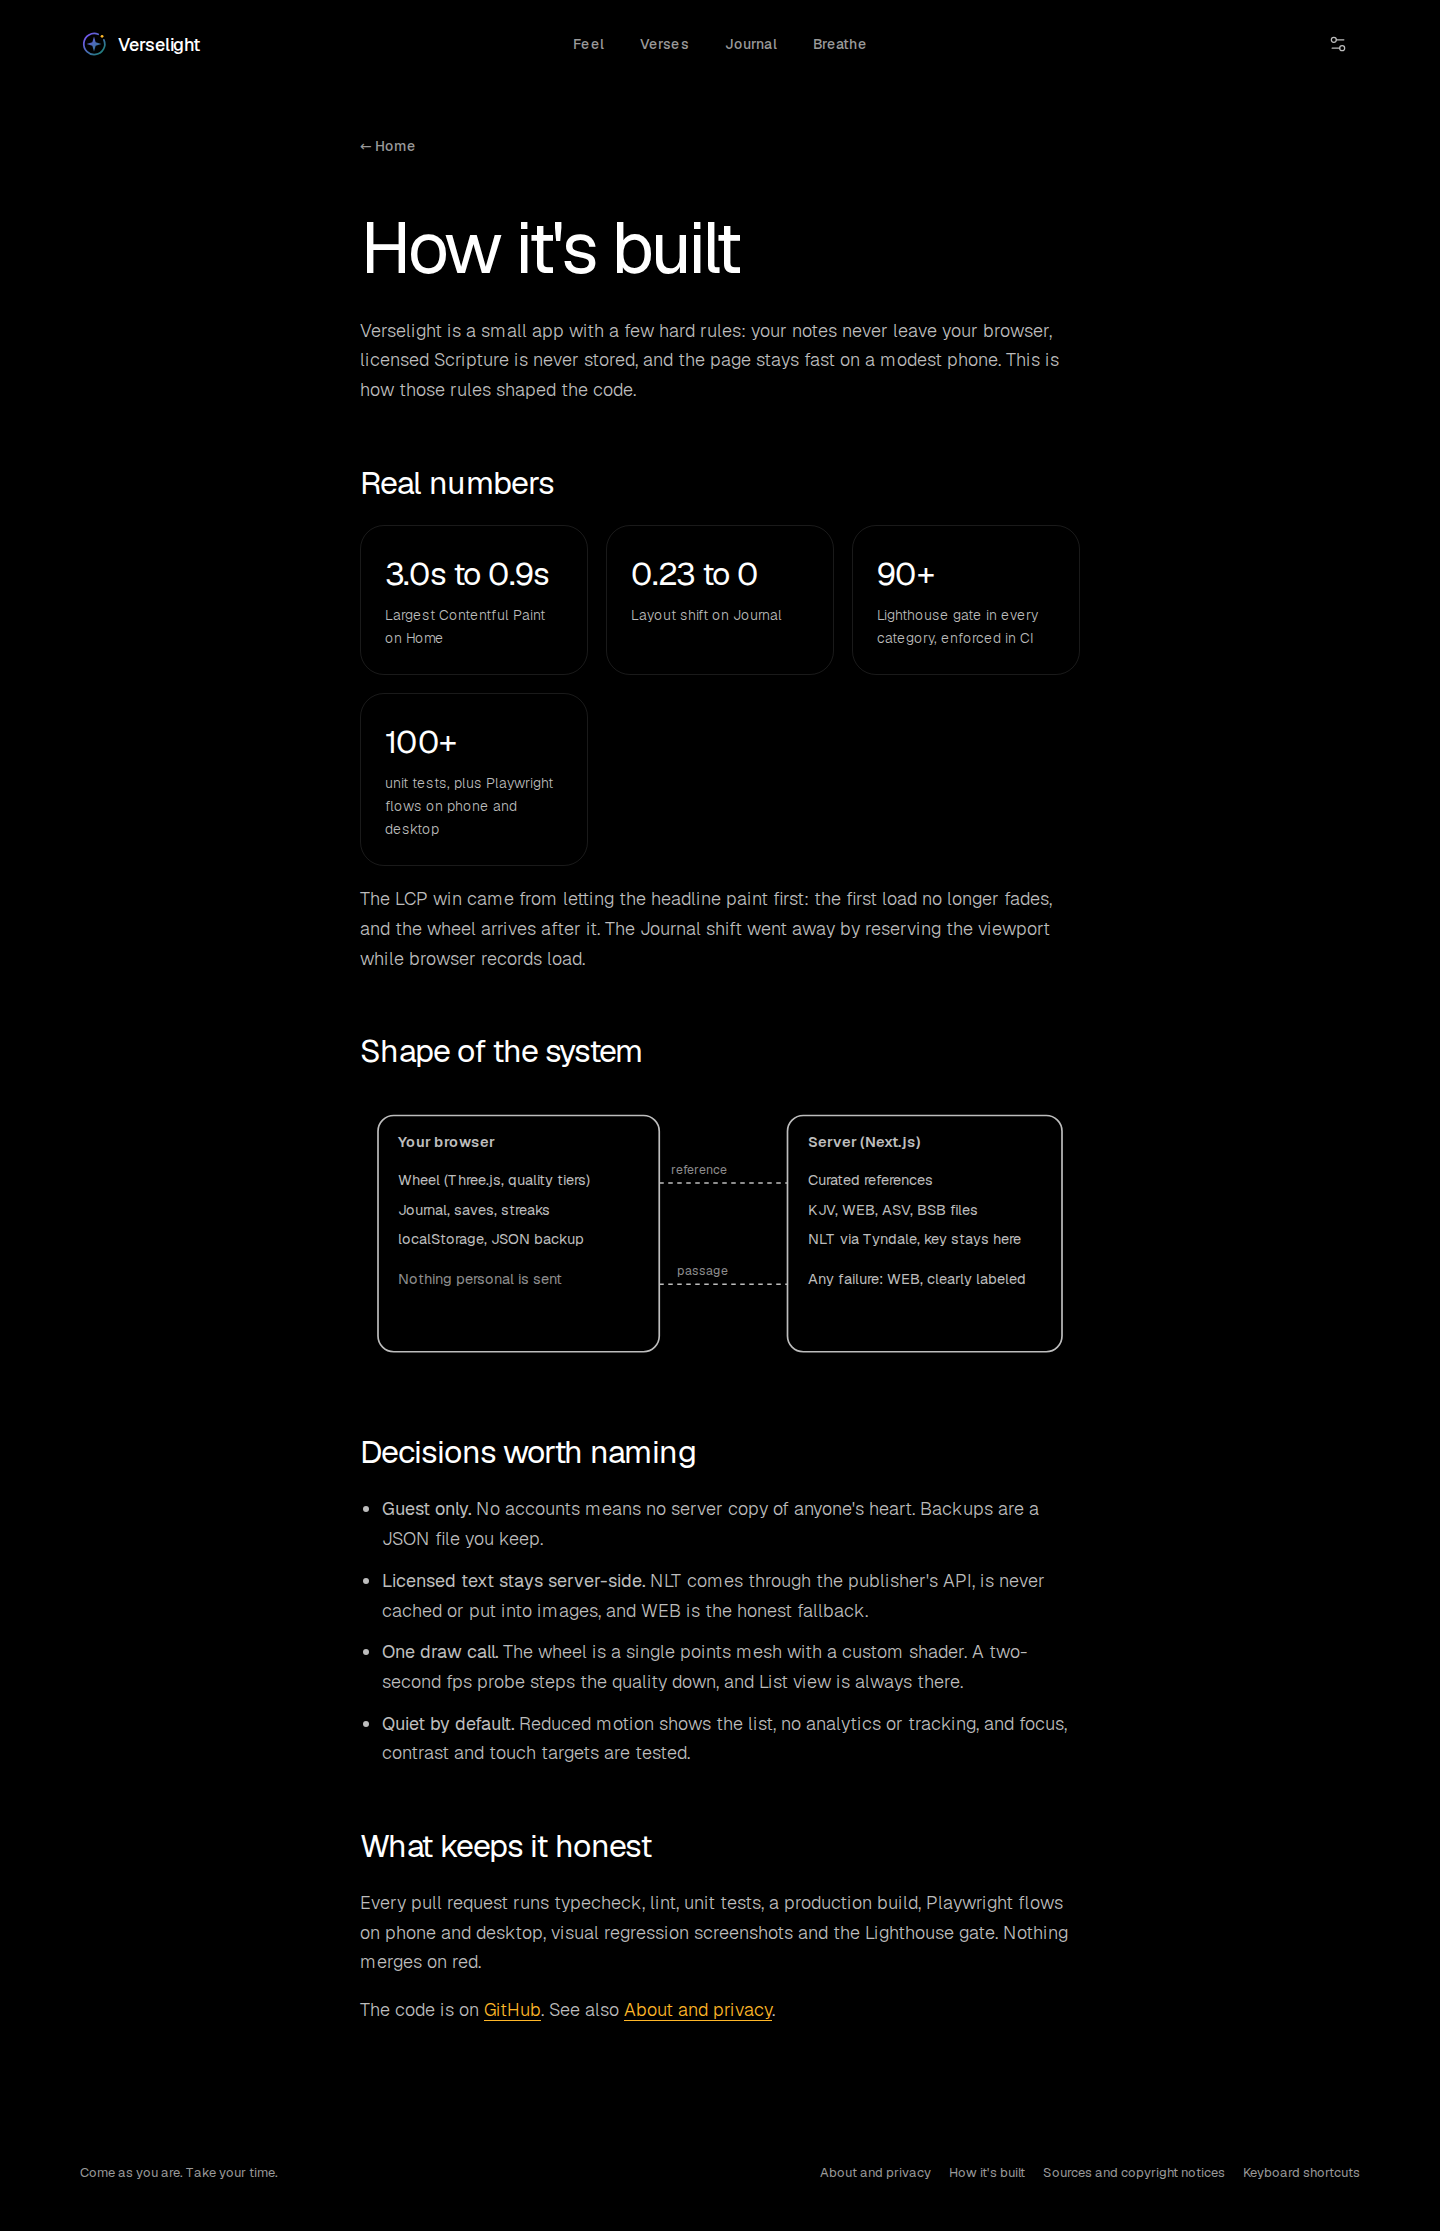 Verselight
Feel
Verses
Journal
Breathe
← Home
How it's built
Verselight is a small app with a few hard rules: your notes never leave your browser,
licensed Scripture is never stored, and the page stays fast on a modest phone. This is
how those rules shaped the code.
Real numbers
3.0s to 0.9s
Largest Contentful Paint
on Home
0.23 to 0
Layout shift on Journal
90+
Lighthouse gate in every
category, enforced in CI
100+
unit tests, plus Playwright
flows on phone and
desktop
The LCP win came from letting the headline paint first: the first load no longer fades,
and the wheel arrives after it. The Journal shift went away by reserving the viewport
while browser records load.
Shape of the system
Your browser
Wheel (Three.js, quality tiers)
Journal, saves, streaks
localStorage, JSON backup
Nothing personal is sent
reference
passage
Server (Next.js)
Curated references
KJV, WEB, ASV, BSB files
NLT via Tyndale, key stays here
Any failure: WEB, clearly labeled
Decisions worth naming
• Guest only. No accounts means no server copy of anyone's heart. Backups are a
JSON file you keep.
• Licensed text stays server-side. NLT comes through the publisher's API, is never
cached or put into images, and WEB is the honest fallback.
• One draw call. The wheel is a single points mesh with a custom shader. A two-
second fps probe steps the quality down, and List view is always there.
• Quiet by default. Reduced motion shows the list, no analytics or tracking, and focus,
contrast and touch targets are tested.
What keeps it honest
Every pull request runs typecheck, lint, unit tests, a production build, Playwright flows
on phone and desktop, visual regression screenshots and the Lighthouse gate. Nothing
merges on red.
The code is on GitHub. See also About and privacy.
Come as you are. Take your time.
About and privacy
How it's built
Sources and copyright notices
Keyboard shortcuts